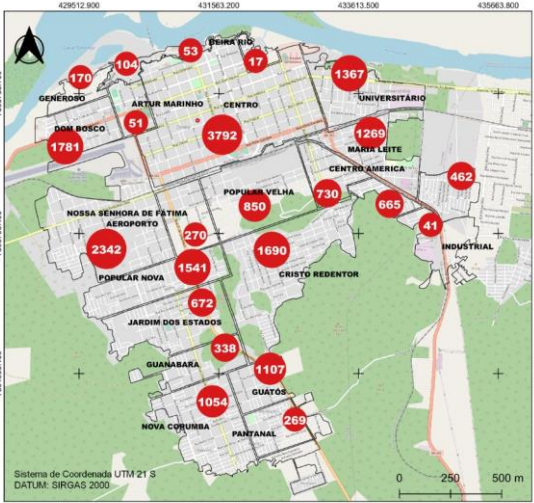 429512.900 431563.200 433613.500 435663.800
BEIRA RIO
53
17
104
170
1367
GENEROSO
ARTUR MARINHO
CENTRO
UNIVERSITÁRIO
51
DOM BOSCO
3792
1269
1781
MARIA LEITE
CENTRO AMERICA
462
POPULAR VELHA
730
850
665
NOSSA SENHORA DE FÁTIMA
AEROPORTO
270
41
2342
1690
INDUSTRIAL
1541
CRISTO REDENTOR
POPULAR NOVA
672
JARDIM DOS ESTADOS
338
GUANABARA
1107
GUATÓS
1054
269
NOVA CORUMBA
PANTANAL
Sistema de Coordenada UTM 21 S
DATUM: SIRGAS 2000
0 250 500 m